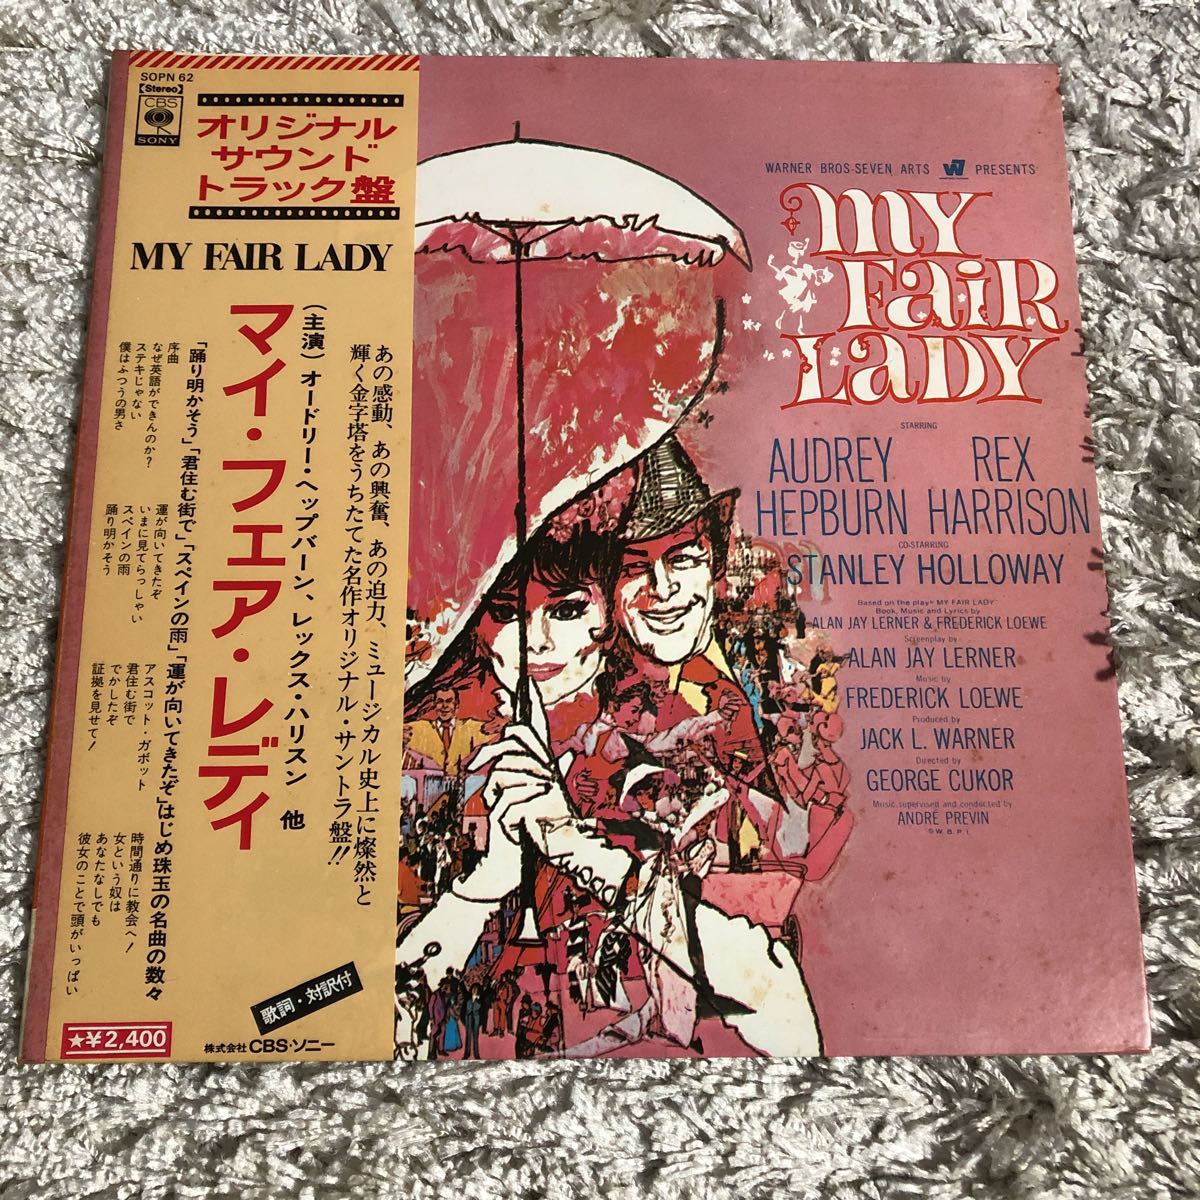 SOPN 62
【Stereo】
CBS
SONY
オリジナル
サウンド
トラック盤
MY FAIR LADY
あの感動、あの興奮、あの迫力、ミュージカル史上に燦然と
輝く金字塔をうちたてた名作オリジナル・サントラ盤!!
(主演)オードリー・ヘップバーン、レックス・ハリスン 他
マイ・フェア・レディ
「踊り明かそう」「君住む街で」「スペインの雨」「運が向いてきたぞ」はじめ珠玉の名曲の数々
序曲
なぜ英語ができんのか?
ステキじゃない
僕はふつうの男さ
運が向いてきたぞ
いまに見てらっしゃい
スペインの雨
踊り明かそう
アスコット・ガボット
君住む街で
でかしたぞ
証拠を見せて!
時間通りに教会へ!
女という奴は
あなたなしでも
彼女のことで頭がいっぱい
歌詞・対訳付
★¥2,400
株式会社 CBS・ソニー
WARNER BROS-SEVEN ARTS W7 PRESENTS
MY
FAIR
LADY
STARRING
AUDREY REX
HEPBURN HARRISON
CO-STARRING
STANLEY HOLLOWAY
Based on the play "MY FAIR LADY"
Book, Music and Lyrics by
ALAN JAY LERNER & FREDERICK LOEWE
Screenplay by
ALAN JAY LERNER
Music by
FREDERICK LOEWE
Produced by
JACK L. WARNER
Directed by
GEORGE CUKOR
Music supervised and conducted by
ANDRÉ PREVIN
© W. B. P. I.